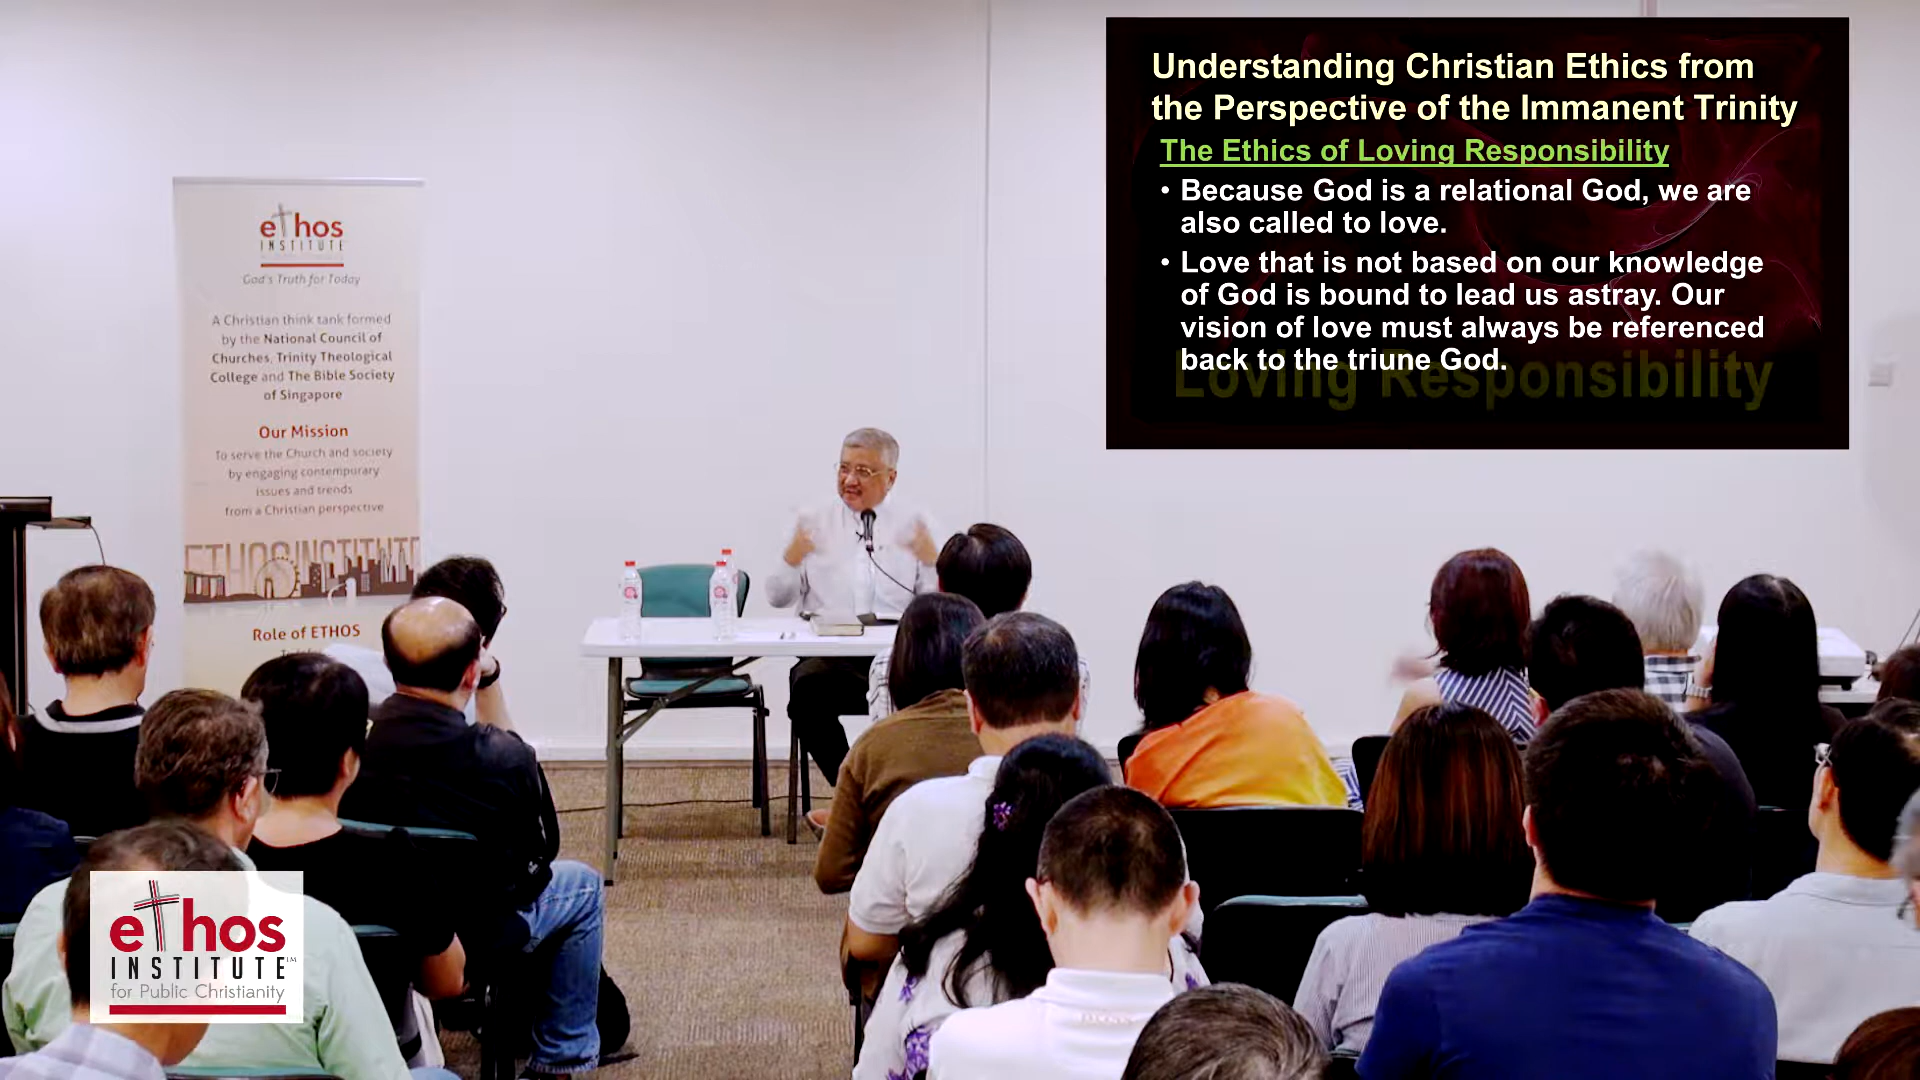 Understanding Christian Ethics from
the Perspective of the Immanent Trinity
The Ethics of Loving Responsibility
• Because God is a relational God, we are
also called to love.
• Love that is not based on our knowledge
of God is bound to lead us astray. Our
vision of love must always be referenced
back to the triune God.
Loving Responsibility
ethos
INSTITUTE
God's Truth for Today
A Christian think tank formed
by the National Council of
Churches, Trinity Theological
College and The Bible Society
of Singapore
Our Mission
To serve the Church and society
by engaging contemporary
issues and trends
from a Christian perspective
ETHOSINSTITUTE
Role of ETHOS
ethos
INSTITUTE™
for Public Christianity